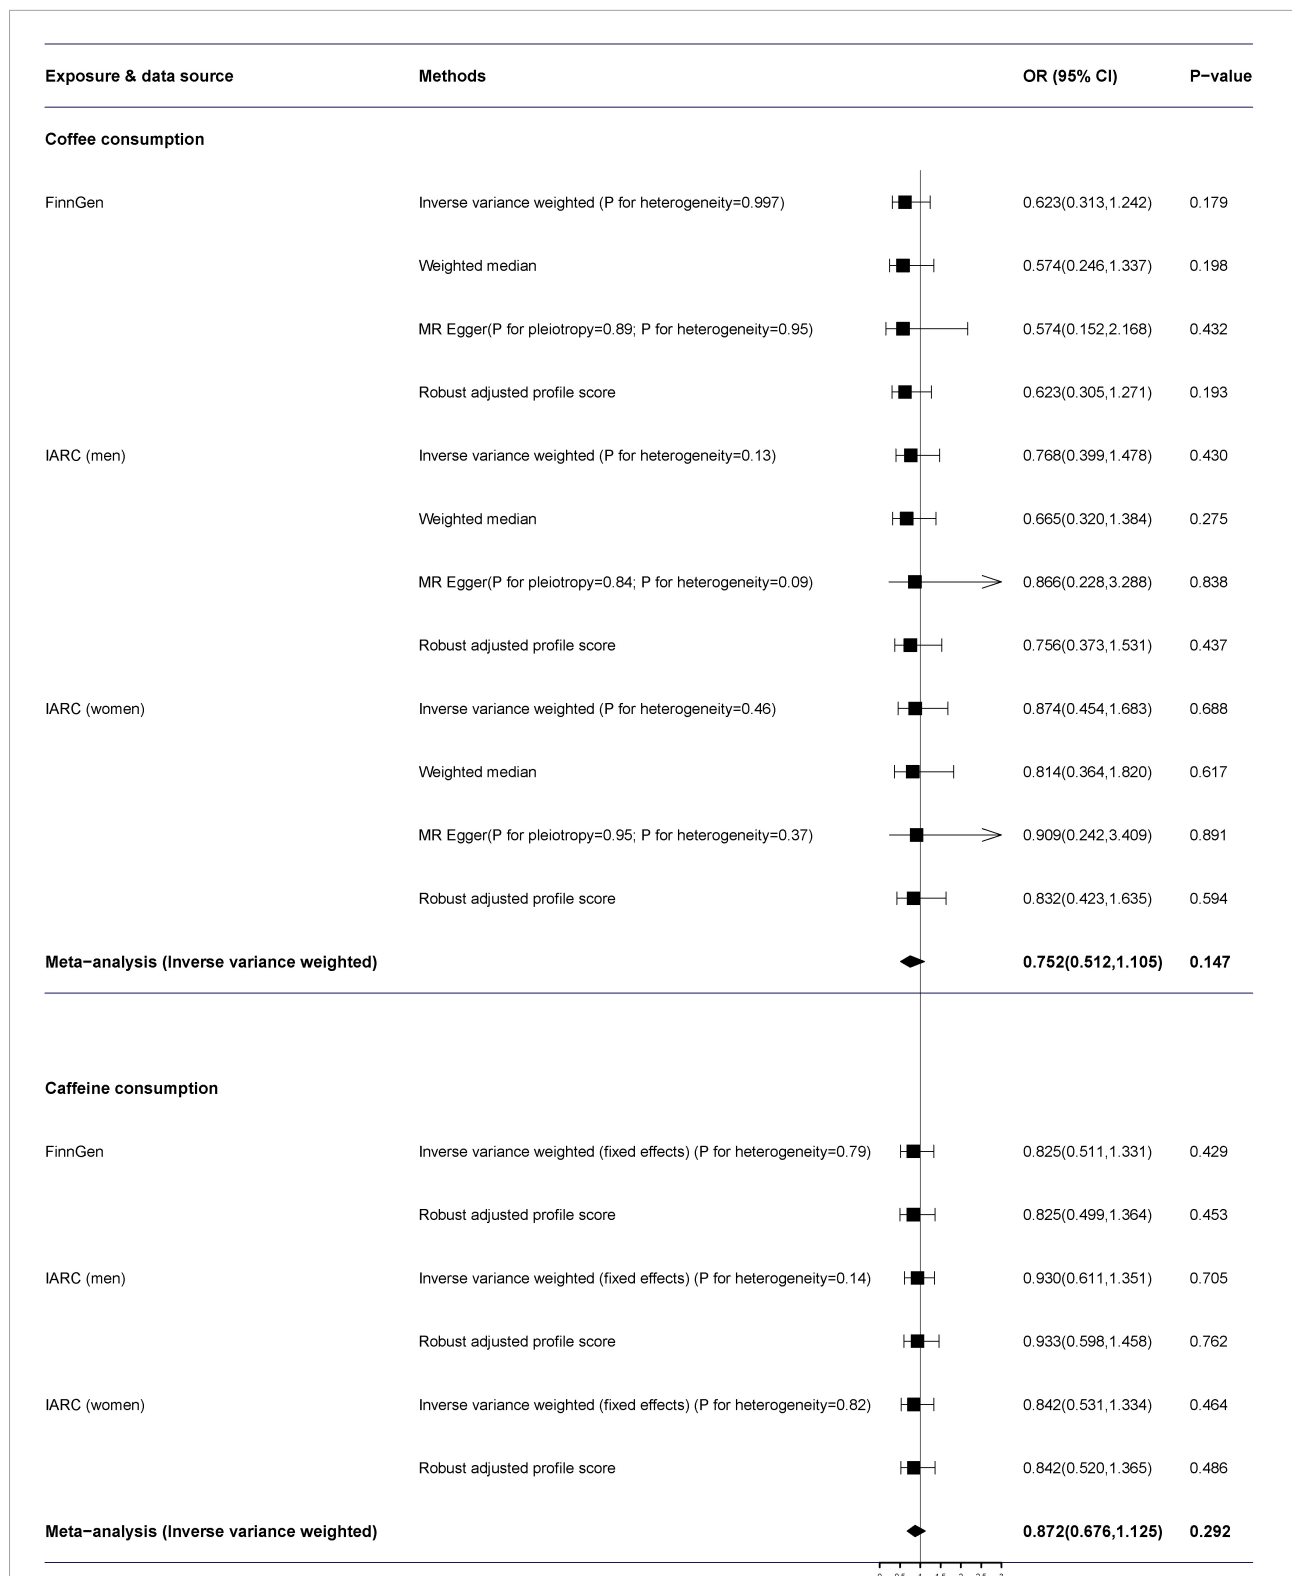 Exposure & data source Methods OR (95% CI) P−value
Coffee consumption
FinnGen Inverse variance weighted (P for heterogeneity=0.997) 0.623(0.313,1.242) 0.179
Weighted median 0.574(0.246,1.337) 0.198
MR Egger(P for pleiotropy=0.89; P for heterogeneity=0.95) 0.574(0.152,2.168) 0.432
Robust adjusted profile score 0.623(0.305,1.271) 0.193
IARC (men) Inverse variance weighted (P for heterogeneity=0.13) 0.768(0.399,1.478) 0.430
Weighted median 0.665(0.320,1.384) 0.275
MR Egger(P for pleiotropy=0.84; P for heterogeneity=0.09) 0.866(0.228,3.288) 0.838
Robust adjusted profile score 0.756(0.373,1.531) 0.437
IARC (women) Inverse variance weighted (P for heterogeneity=0.46) 0.874(0.454,1.683) 0.688
Weighted median 0.814(0.364,1.820) 0.617
MR Egger(P for pleiotropy=0.95; P for heterogeneity=0.37) 0.909(0.242,3.409) 0.891
Robust adjusted profile score 0.832(0.423,1.635) 0.594
Meta−analysis (Inverse variance weighted) 0.752(0.512,1.105) 0.147
Caffeine consumption
FinnGen Inverse variance weighted (fixed effects) (P for heterogeneity=0.79) 0.825(0.511,1.331) 0.429
Robust adjusted profile score 0.825(0.499,1.364) 0.453
IARC (men) Inverse variance weighted (fixed effects) (P for heterogeneity=0.14) 0.930(0.611,1.351) 0.705
Robust adjusted profile score 0.933(0.598,1.458) 0.762
IARC (women) Inverse variance weighted (fixed effects) (P for heterogeneity=0.82) 0.842(0.531,1.334) 0.464
Robust adjusted profile score 0.842(0.520,1.365) 0.486
Meta−analysis (Inverse variance weighted) 0.872(0.676,1.125) 0.292